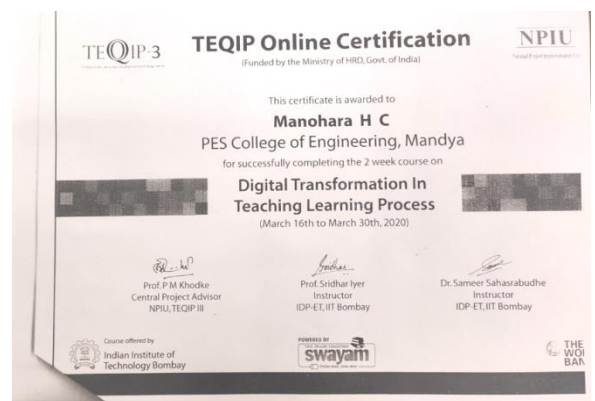 TEQIP-3
TEQIP Online Certification
(Funded by the Ministry of HRD, Govt. of India)
NPIU
This certificate is awarded to
Manohara H C
PES College of Engineering, Mandya
for successfully completing the 2 week course on
Digital Transformation In
Teaching Learning Process
(March 16th to March 30th, 2020)
Prof. P M Khodke
Central Project Advisor
NPIU, TEQIP III
Prof. Sridhar Iyer
Instructor
IDP-ET, IIT Bombay
Dr. Sameer Sahasrabudhe
Instructor
IDP-ET, IIT Bombay
Course offered by
Indian Institute of
Technology Bombay
POWERED BY
swayam
THE
WOI
BAN